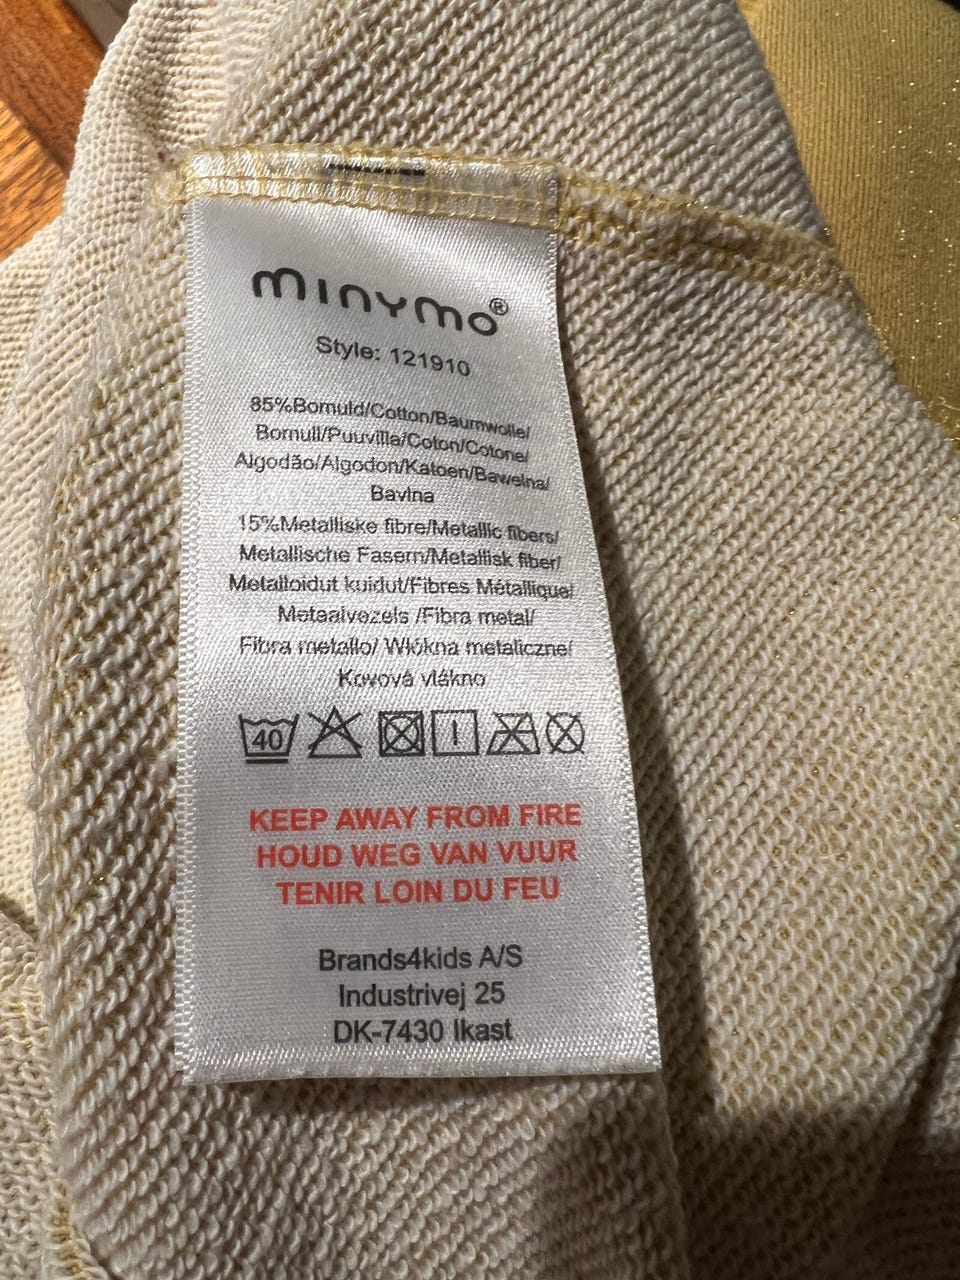 minymo®
Style: 121910
85%Bomuld/Cotton/Baumwolle/
Bomull/Puuvilla/Coton/Cotone/
Algodão/Algodon/Katoen/Bawelna/
Bavlna
15%Metalliske fibre/Metallic fibers/
Metallische Fasern/Metallisk fiber/
Metalloidut kuidut/Fibres Métallique/
Metaalvezels /Fibra metal/
Fibra metallo/ Wlókna metaliczne/
Kovová vlákno
40
!
KEEP AWAY FROM FIRE
HOUD WEG VAN VUUR
TENIR LOIN DU FEU
Brands4kids A/S
Industrivej 25
DK-7430 Ikast